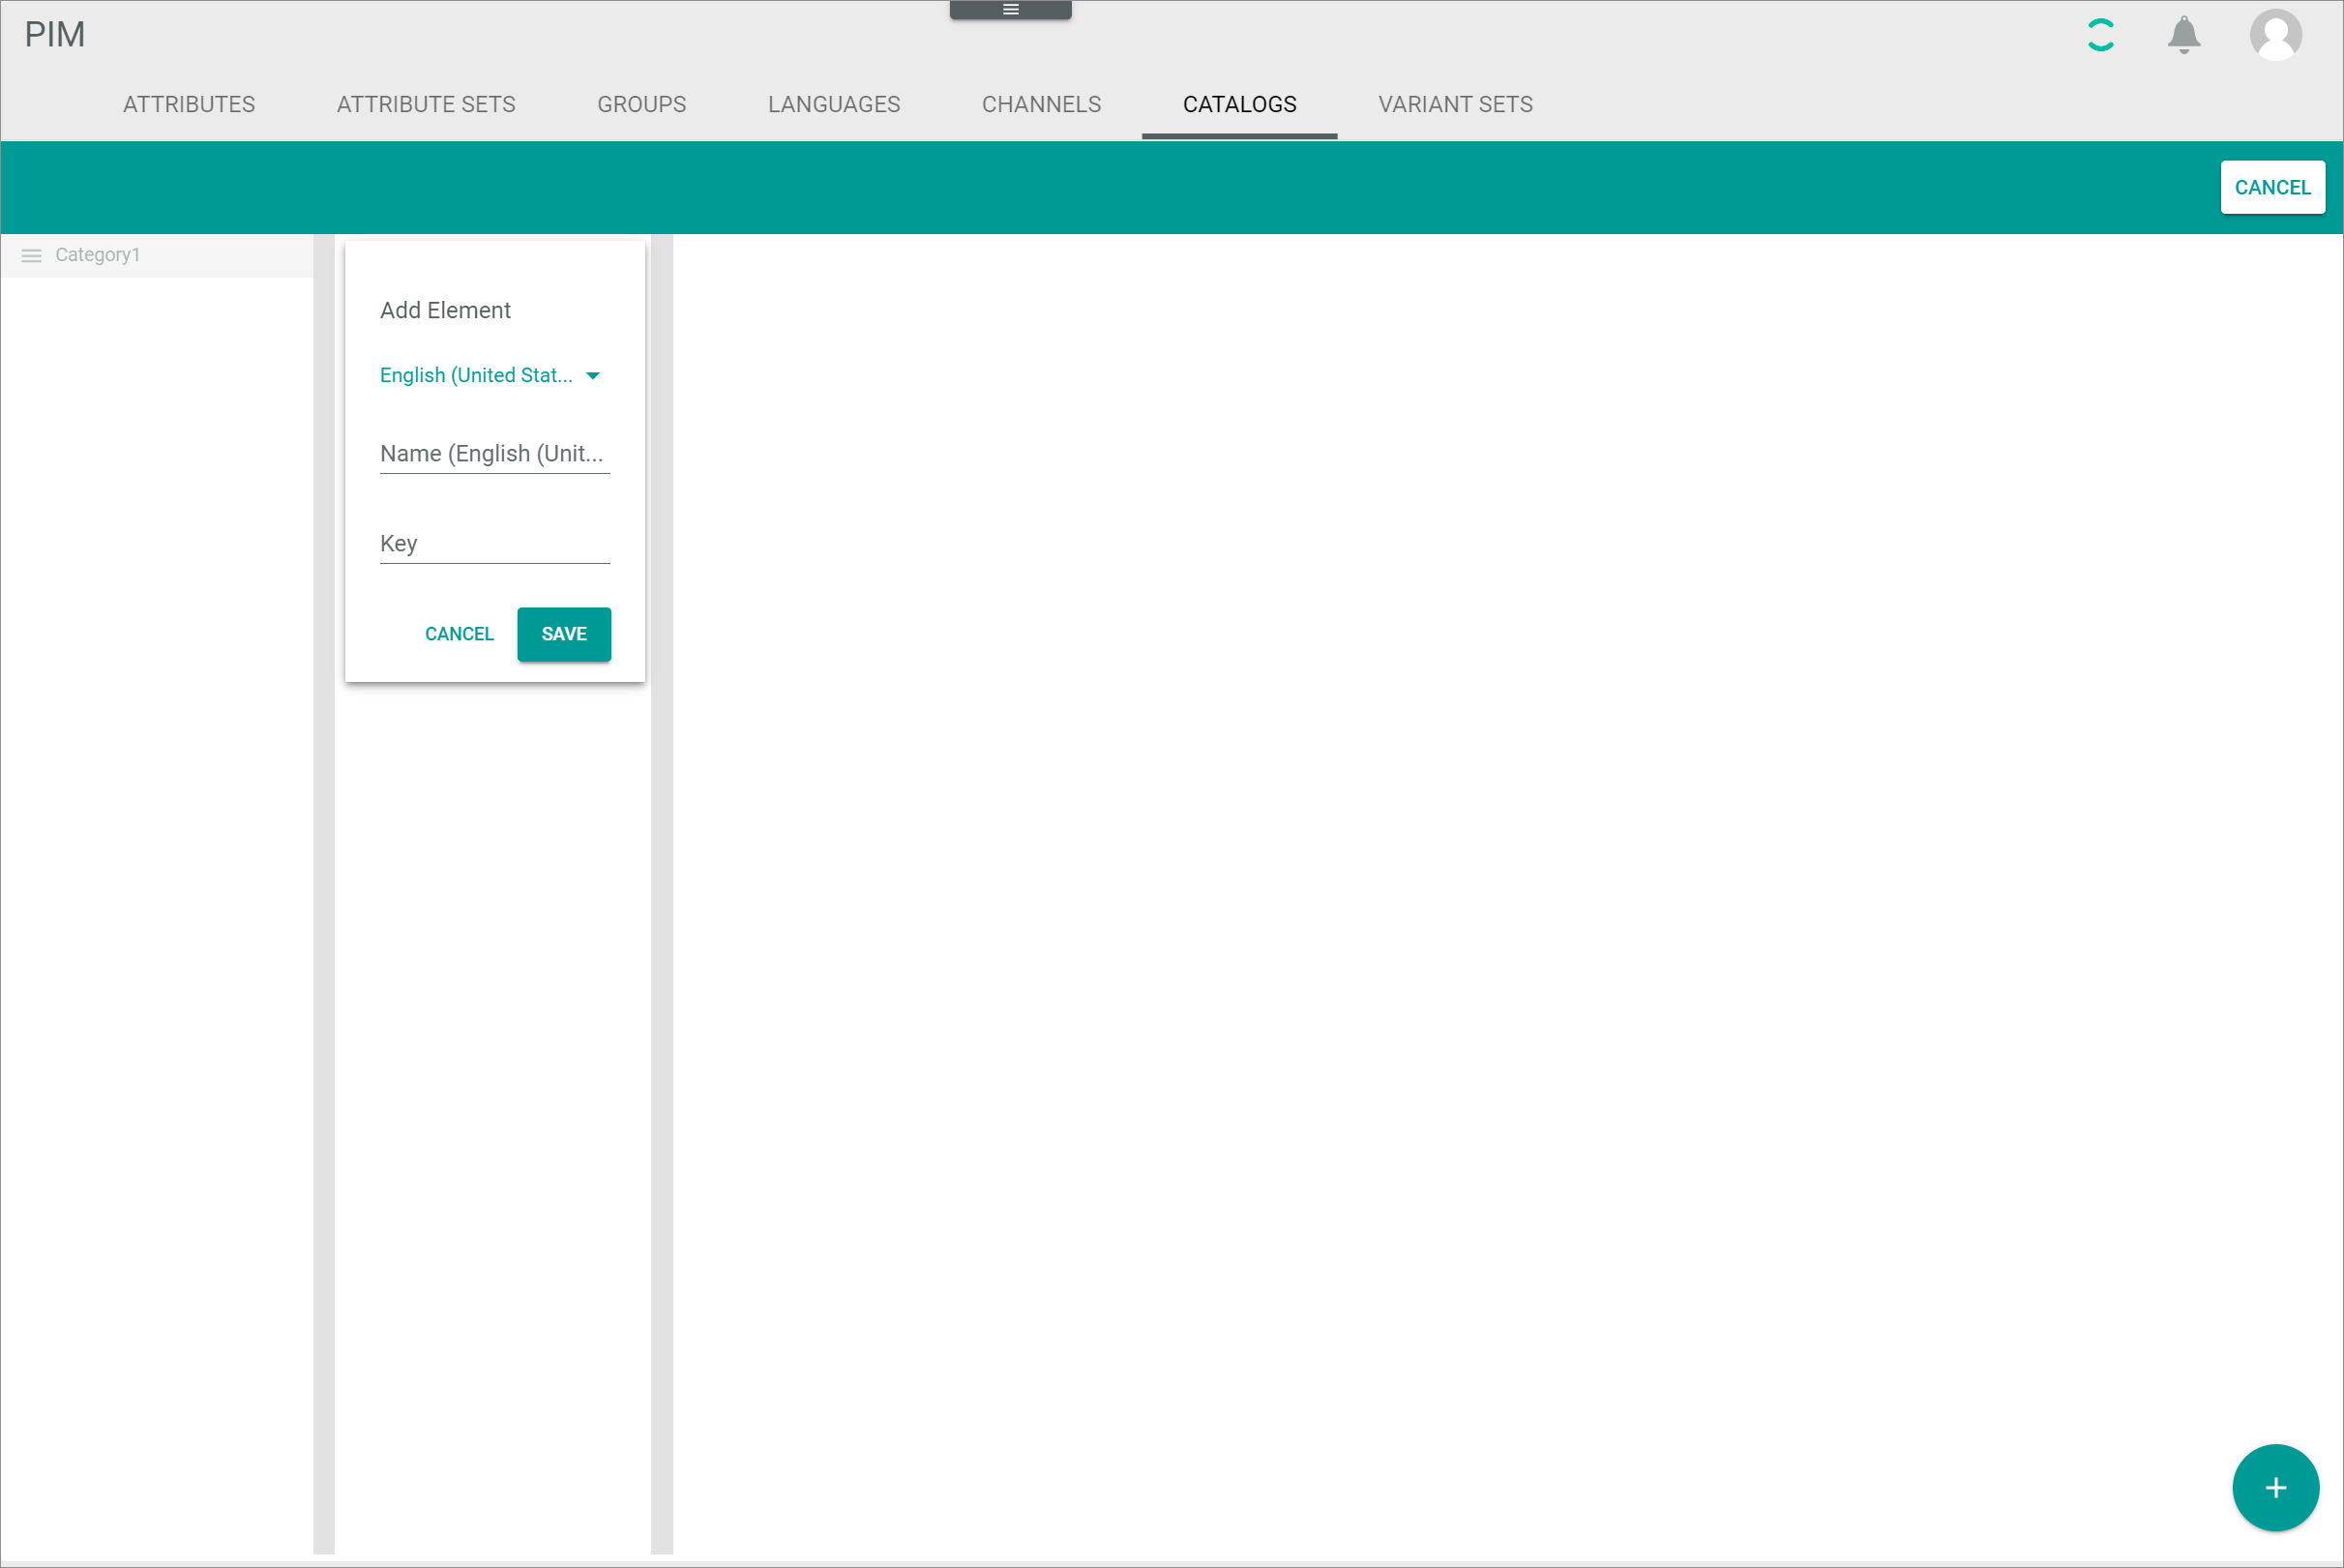 PIM
ATTRIBUTES
ATTRIBUTE SETS
GROUPS
LANGUAGES
CHANNELS
CATALOGS
VARIANT SETS
CANCEL
Category1
Add Element
English (United Stat...
Name (English (Unit...
Key
CANCEL
SAVE